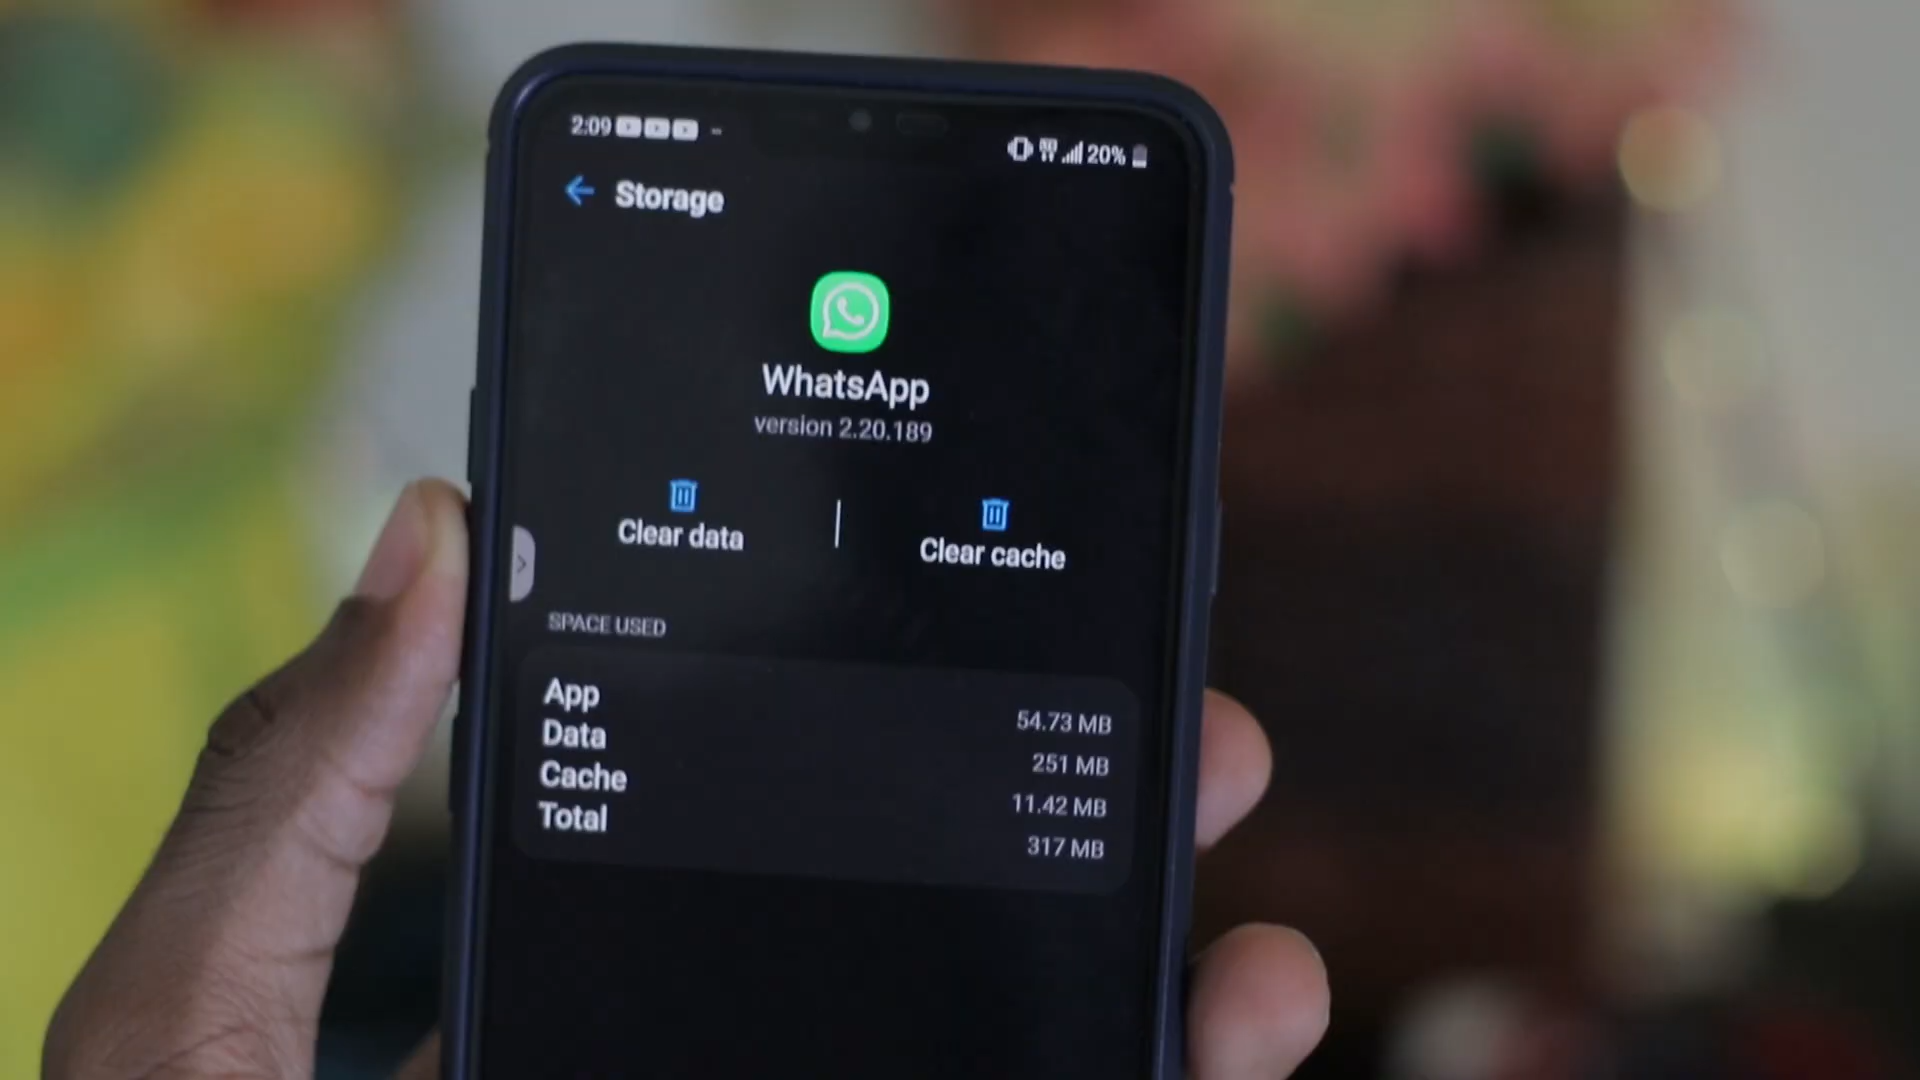 2:09
20%
Storage
WhatsApp
version 2.20.189
Clear data
Clear cache
SPACE USED
App 54.73 MB
Data 251 MB
Cache 11.42 MB
Total 317 MB